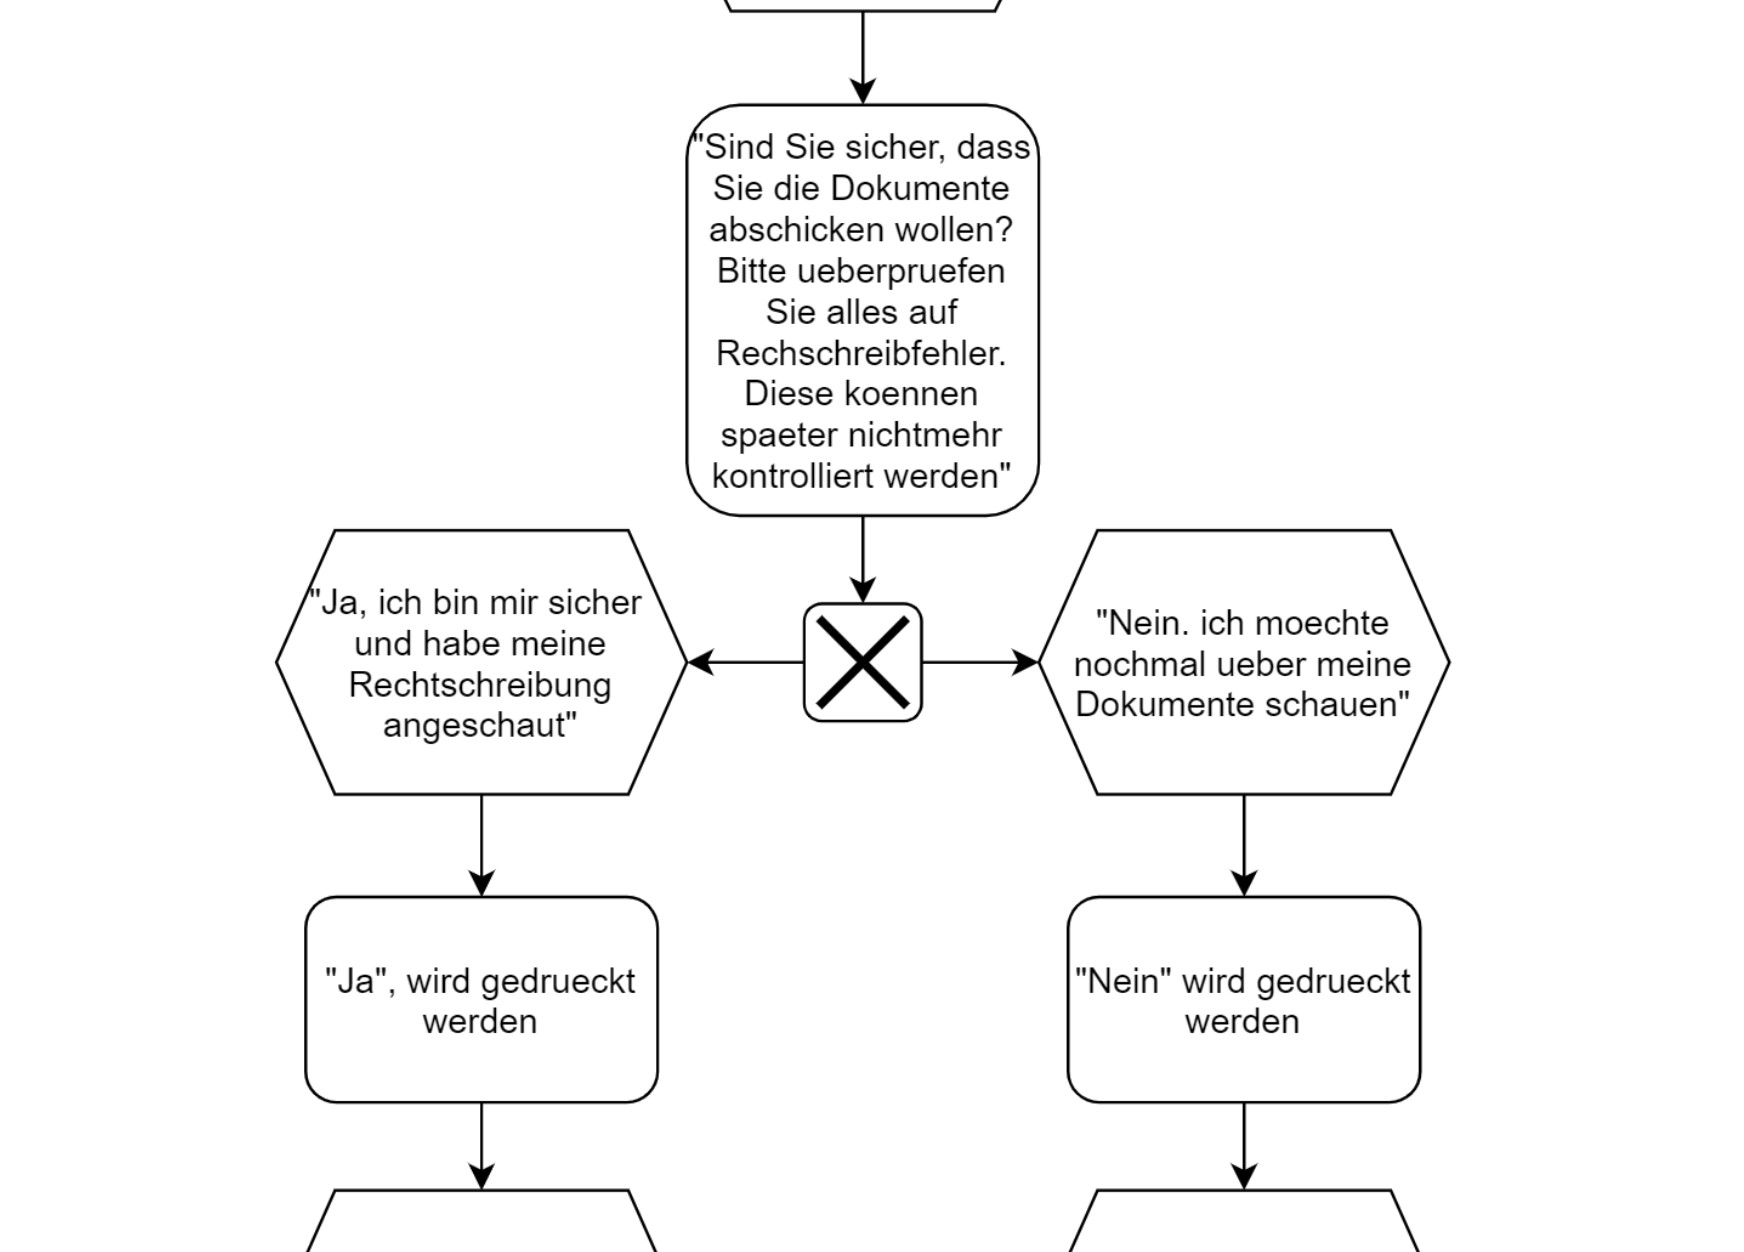 "Sind Sie sicher, dass
Sie die Dokumente
abschicken wollen?
Bitte ueberpruefen
Sie alles auf
Rechschreibfehler.
Diese koennen
spaeter nichtmehr
kontrolliert werden"
"Ja, ich bin mir sicher
und habe meine
Rechtschreibung
angeschaut"
"Nein. ich moechte
nochmal ueber meine
Dokumente schauen"
"Ja", wird gedrueckt
werden
"Nein" wird gedrueckt
werden